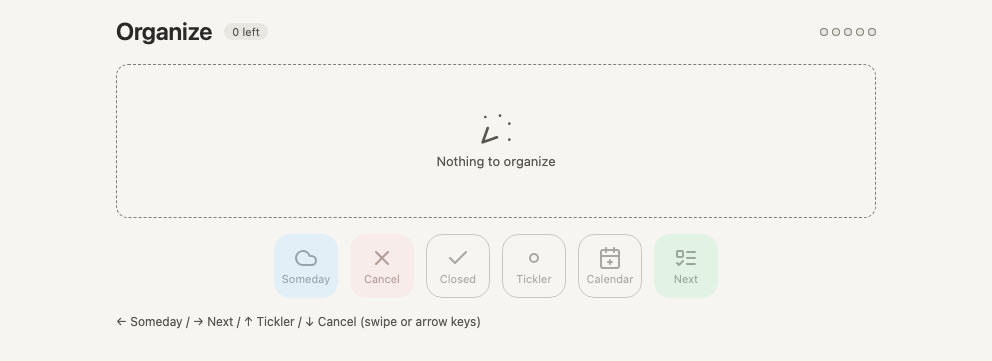 Organize 0 left
Nothing to organize
Someday Cancel Closed Tickler Calendar Next
← Someday / → Next / ↑ Tickler / ↓ Cancel (swipe or arrow keys)